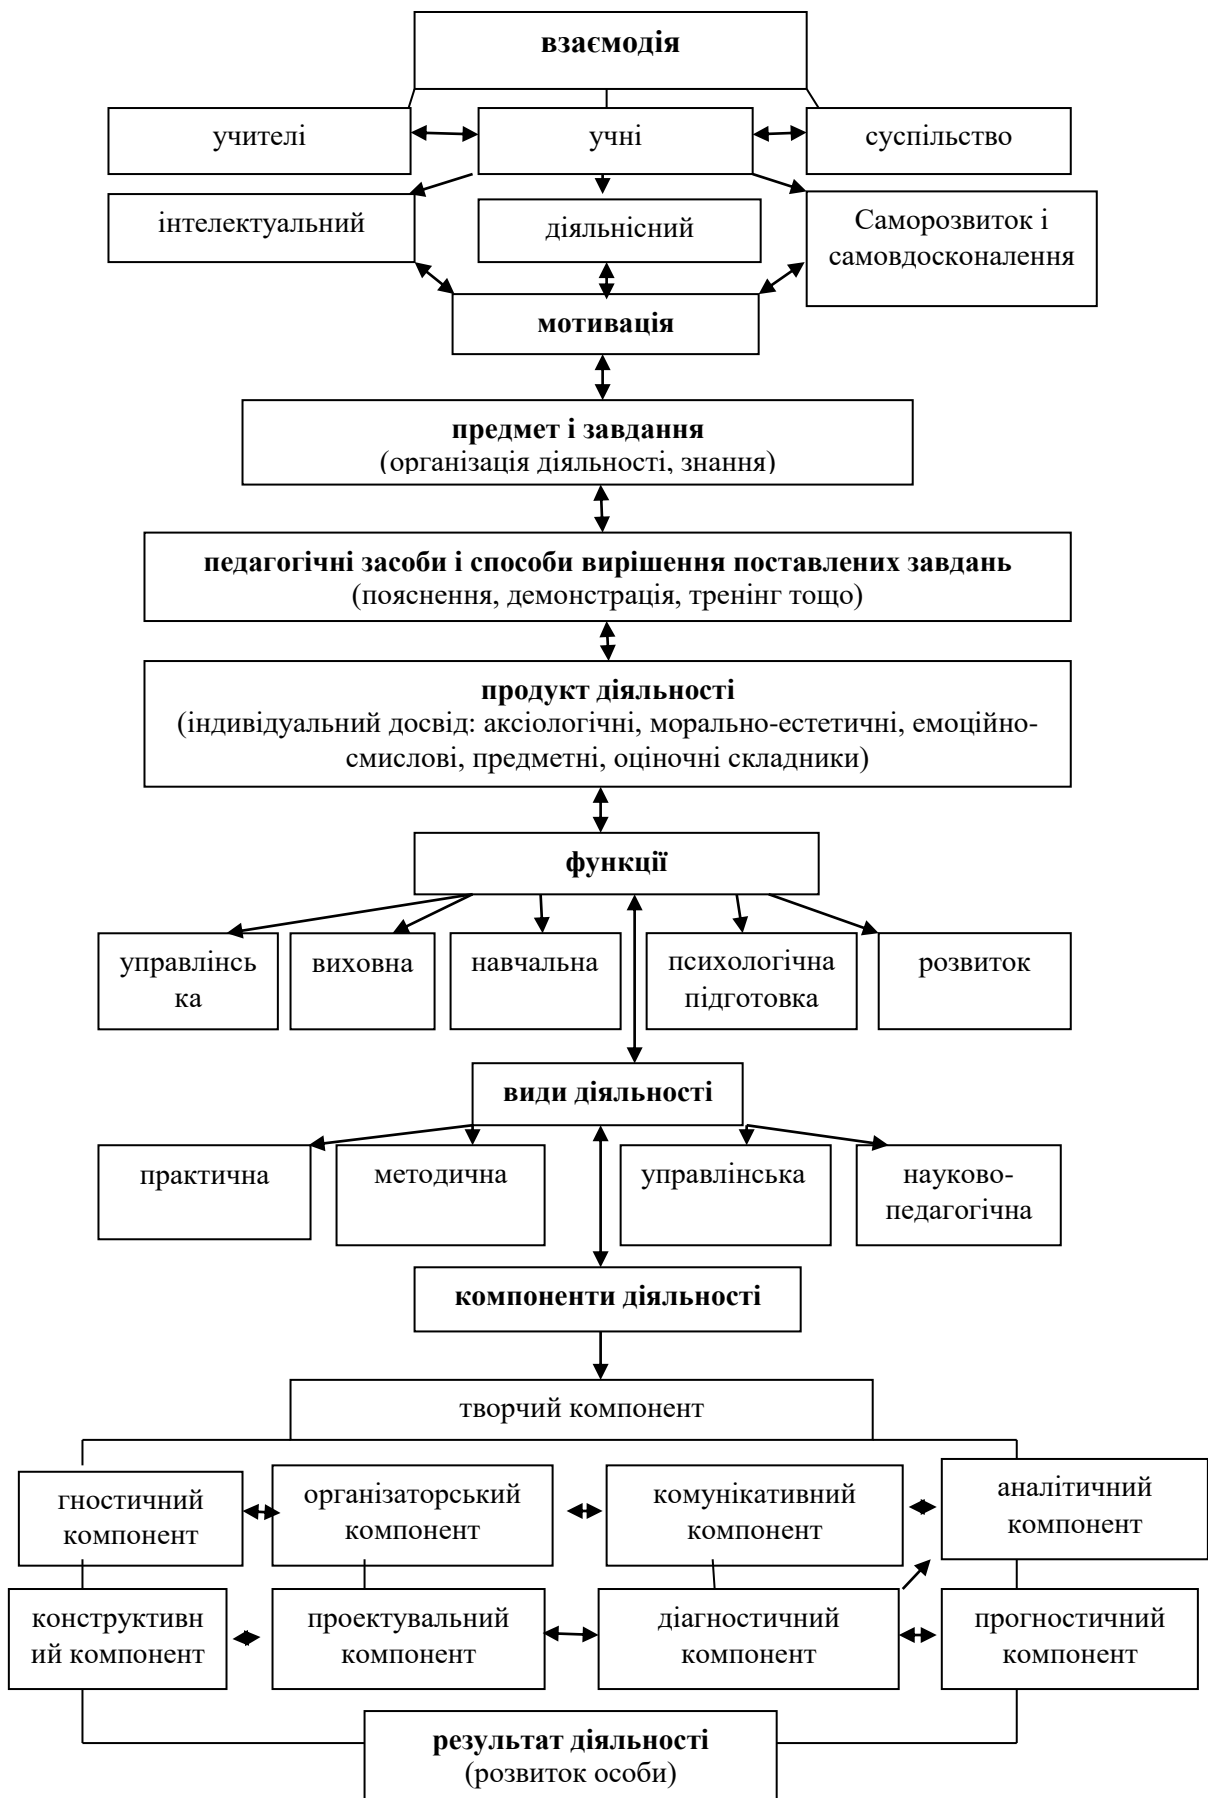 взаємодія
учителі
учні
суспільство
інтелектуальний
діяльнісний
Саморозвиток і
самовдосконалення
мотивація
предмет і завдання
(організація діяльності, знання)
педагогічні засоби і способи вирішення поставлених завдань
(пояснення, демонстрація, тренінг тощо)
продукт діяльності
(індивідуальний досвід: аксіологічні, морально-естетичні, емоційно-
смислові, предметні, оціночні складники)
функції
управлінсь
ка
виховна
навчальна
психологічна
підготовка
розвиток
види діяльності
практична
методична
управлінська
науково-
педагогічна
компоненти діяльності
творчий компонент
гностичний
компонент
організаторський
компонент
комунікативний
компонент
аналітичний
компонент
конструктивн
ий компонент
проектувальний
компонент
діагностичний
компонент
прогностичний
компонент
результат діяльності
(розвиток особи)